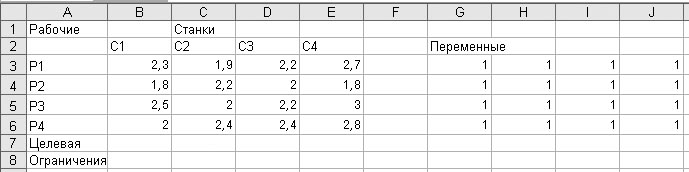 A B C D E F G H I J
1 Рабочие Станки
2 С1 С2 С3 С4 Переменные
3 Р1 2,3 1,9 2,2 2,7 1 1 1 1
4 Р2 1,8 2,2 2 1,8 1 1 1 1
5 Р3 2,5 2 2,2 3 1 1 1 1
6 Р4 2 2,4 2,4 2,8 1 1 1 1
7 Целевая
8 Ограничения